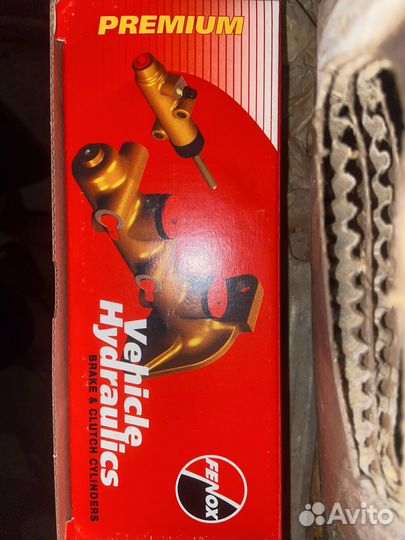 PREMIUM
Vehicle
Hydraulics
BRAKE & CLUTCH CYLINDERS
FENOX
Avito